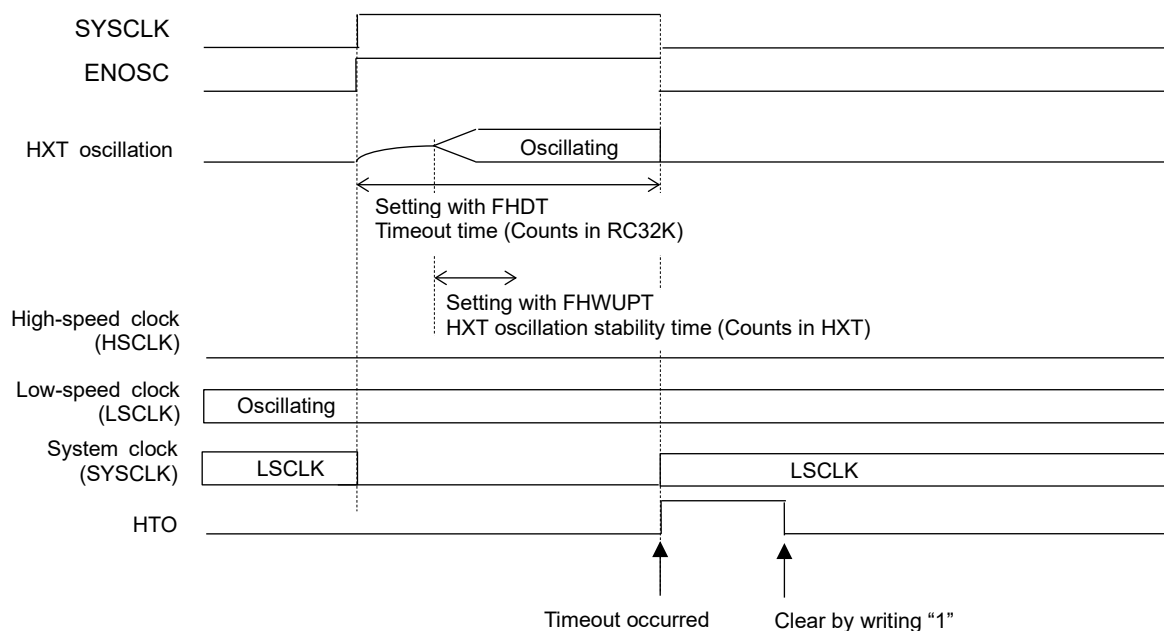 SYSCLK
ENOSC
HXT oscillation
Oscillating
Setting with FHDT
Timeout time (Counts in RC32K)
Setting with FHWUPT
HXT oscillation stability time (Counts in HXT)
High-speed clock
(HSCLK)
Low-speed clock
(LSCLK)
Oscillating
System clock
(SYSCLK)
LSCLK
LSCLK
HTO
Timeout occurred
Clear by writing “1”